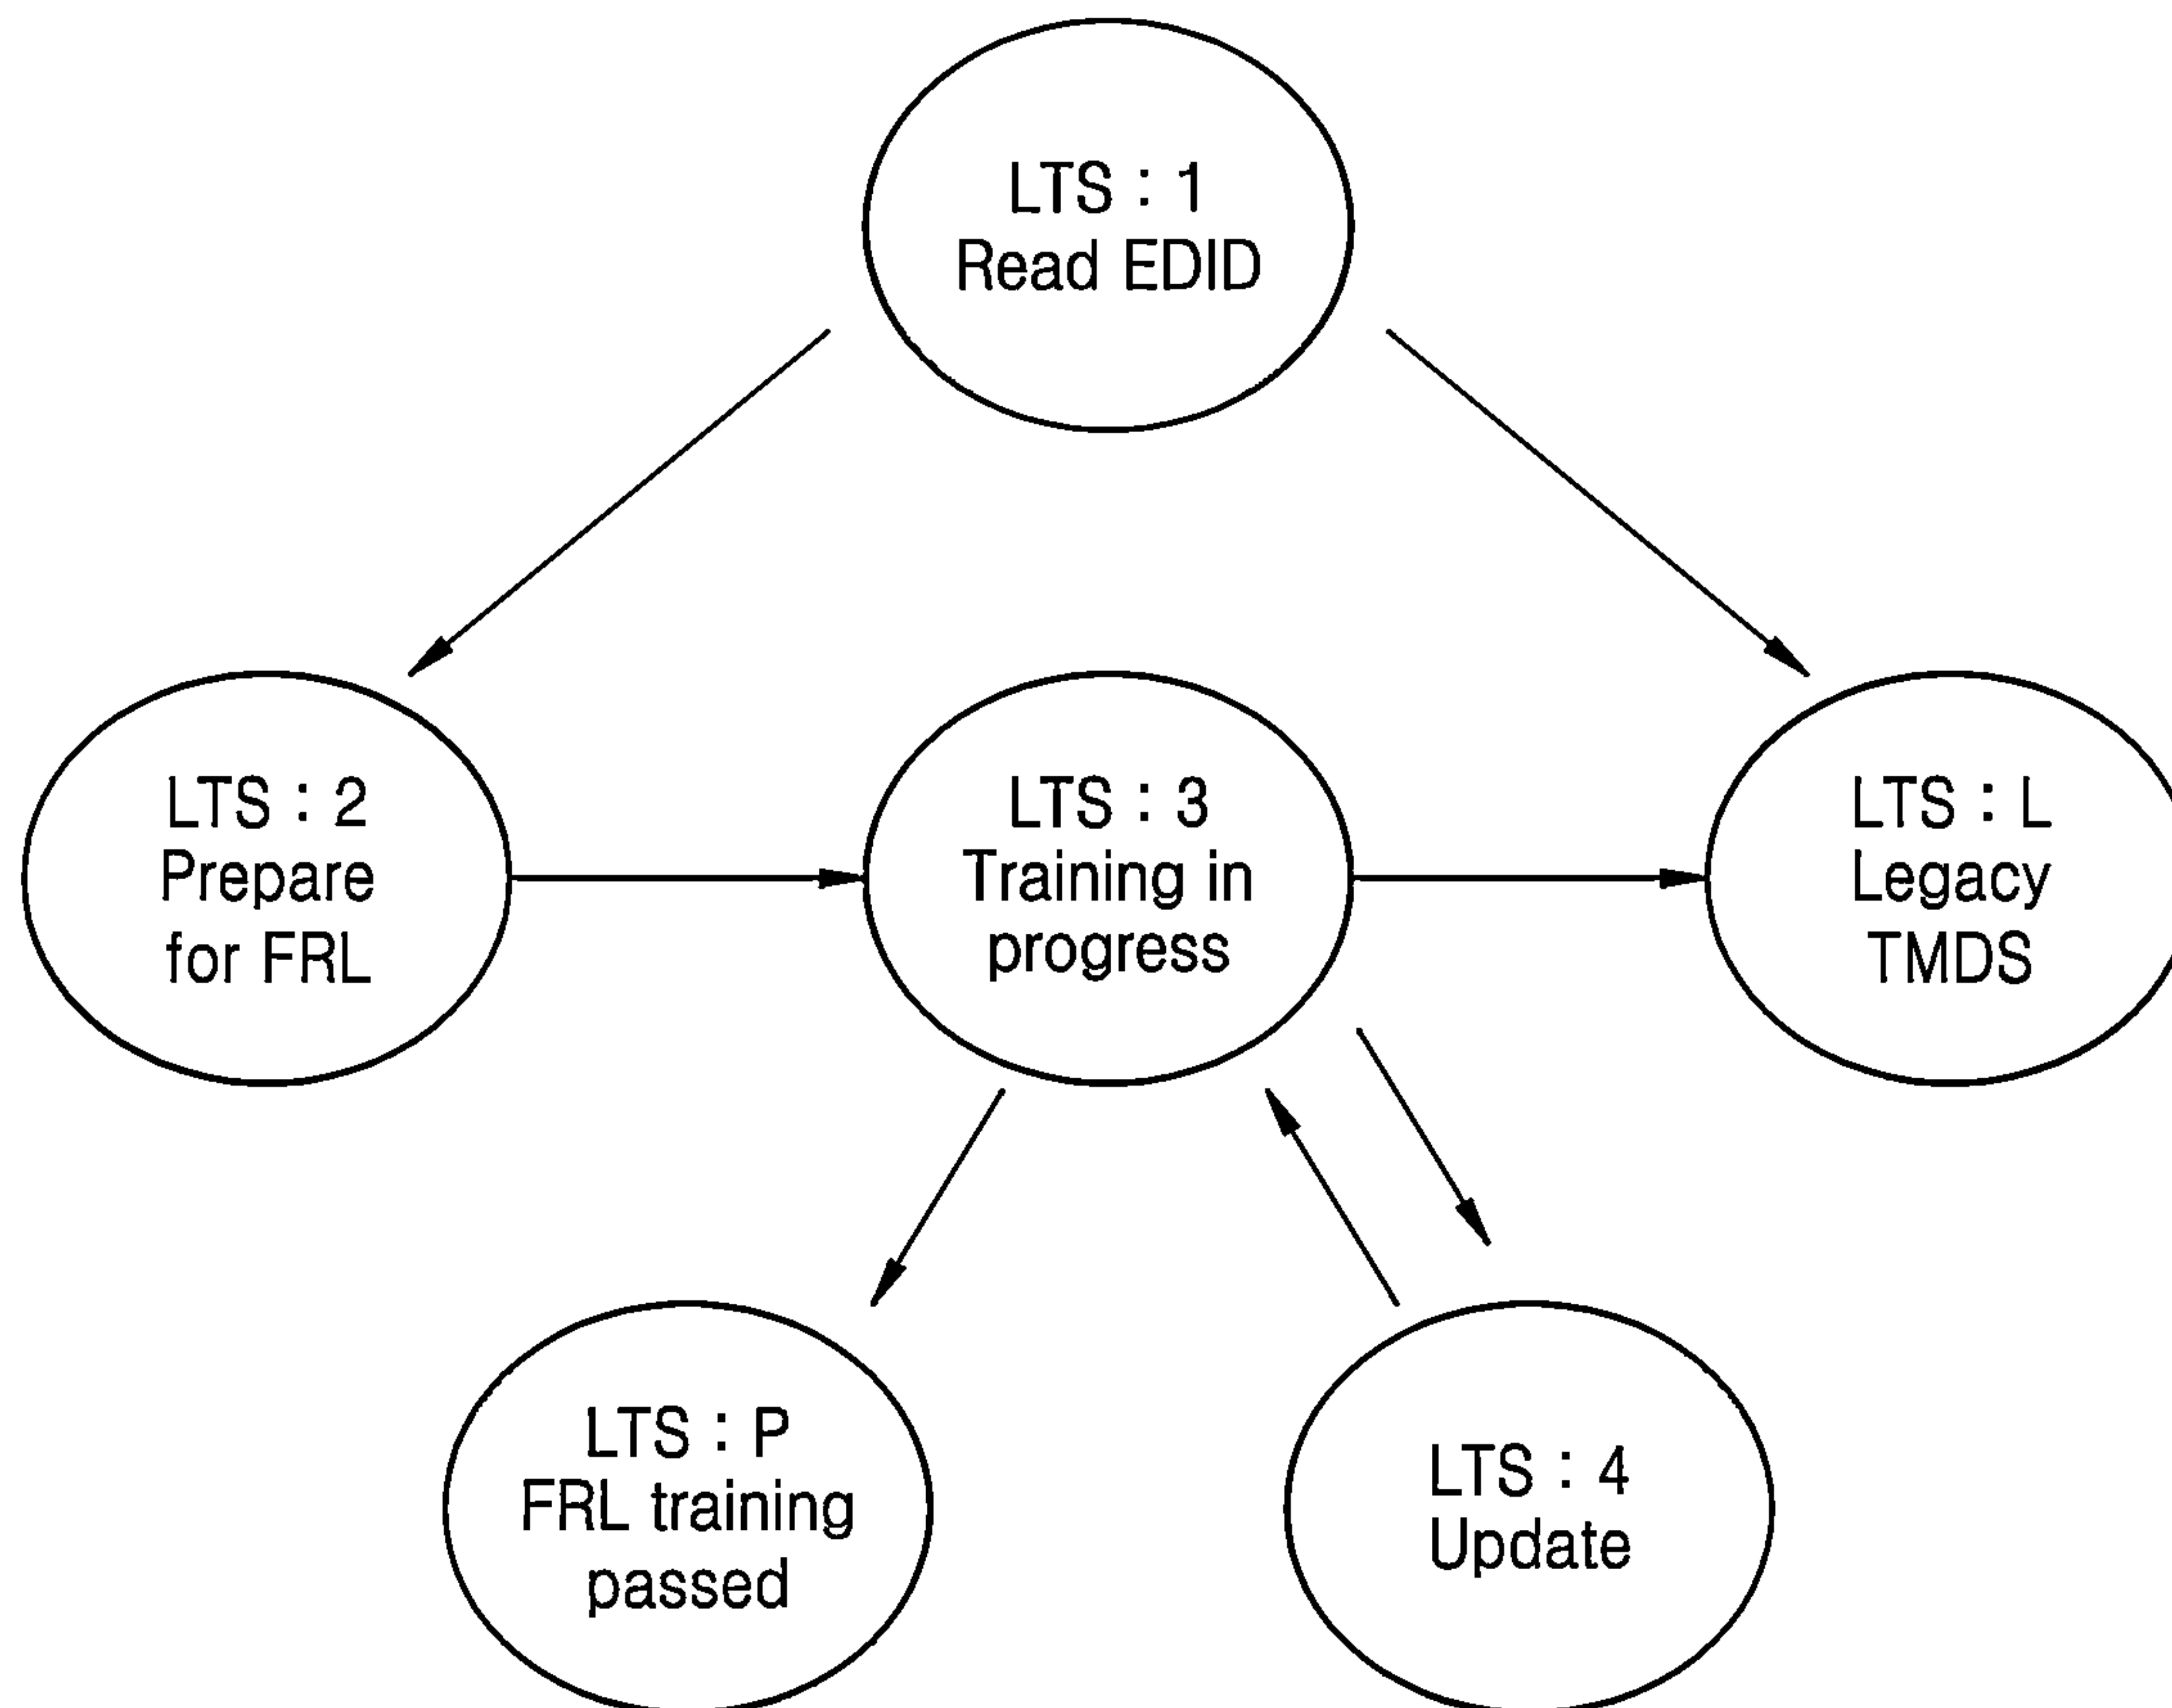 LTS : 1
Read EDID
LTS : 2
Prepare
for FRL
LTS : 3
Training in
progress
LTS : L
Legacy
TMDS
LTS : P
FRL training
passed
LTS : 4
Update